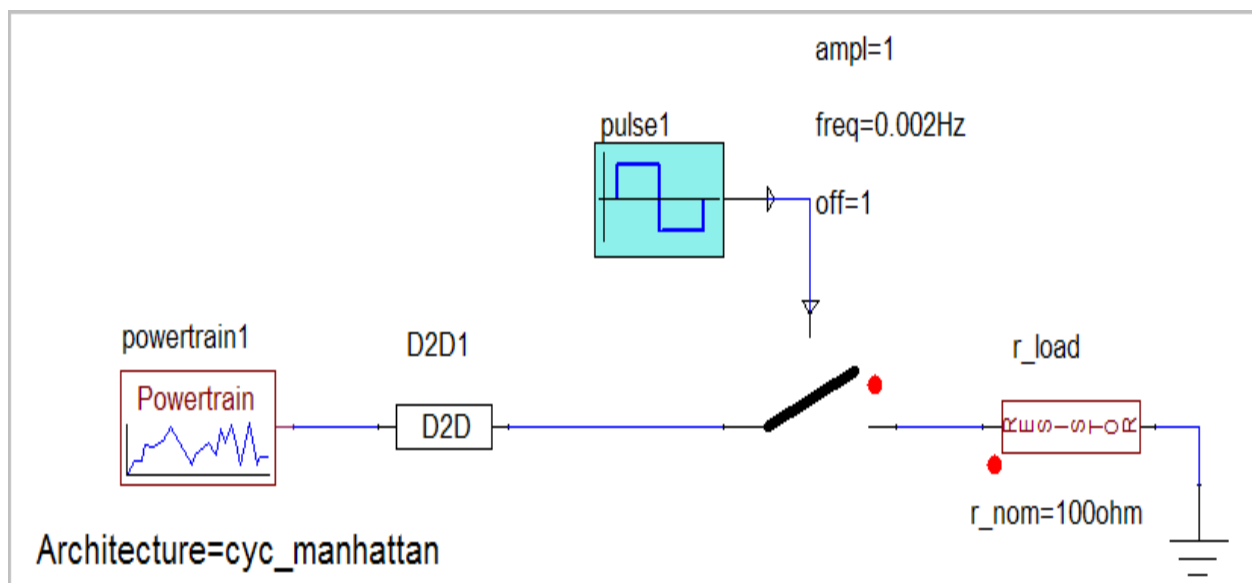 ampl=1
pulse1
freq=0.002Hz
off=1
powertrain1
D2D1
r_load
Powertrain
D2D
RESISTOR
r_nom=100ohm
Architecture=cyc_manhattan